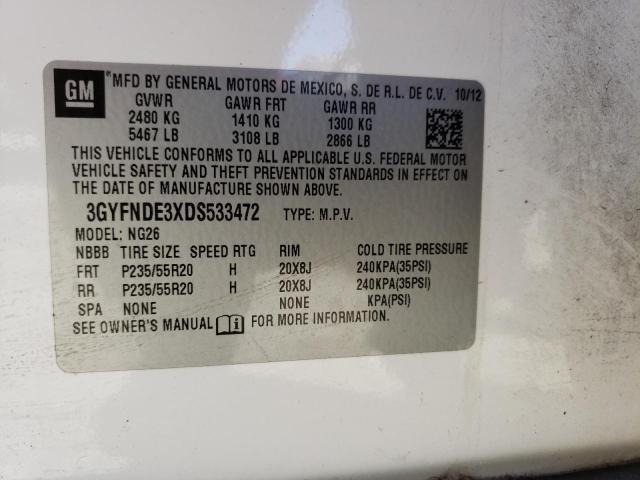 GM
*MFD BY GENERAL MOTORS DE MEXICO, S. DE R.L. DE C.V. 10/12
GVWR GAWR FRT GAWR RR
2480 KG 1410 KG 1300 KG
5467 LB 3108 LB 2866 LB
THIS VEHICLE CONFORMS TO ALL APPLICABLE U.S. FEDERAL MOTOR
VEHICLE SAFETY AND THEFT PREVENTION STANDARDS IN EFFECT ON
THE DATE OF MANUFACTURE SHOWN ABOVE.
3GYFNDE3XDS533472 TYPE: M.P.V.
MODEL: NG26
NBBB TIRE SIZE SPEED RTG RIM COLD TIRE PRESSURE
FRT P235/55R20 H 20X8J 240KPA(35PSI)
RR P235/55R20 H 20X8J 240KPA(35PSI)
SPA NONE NONE KPA(PSI)
SEE OWNER'S MANUAL FOR MORE INFORMATION.